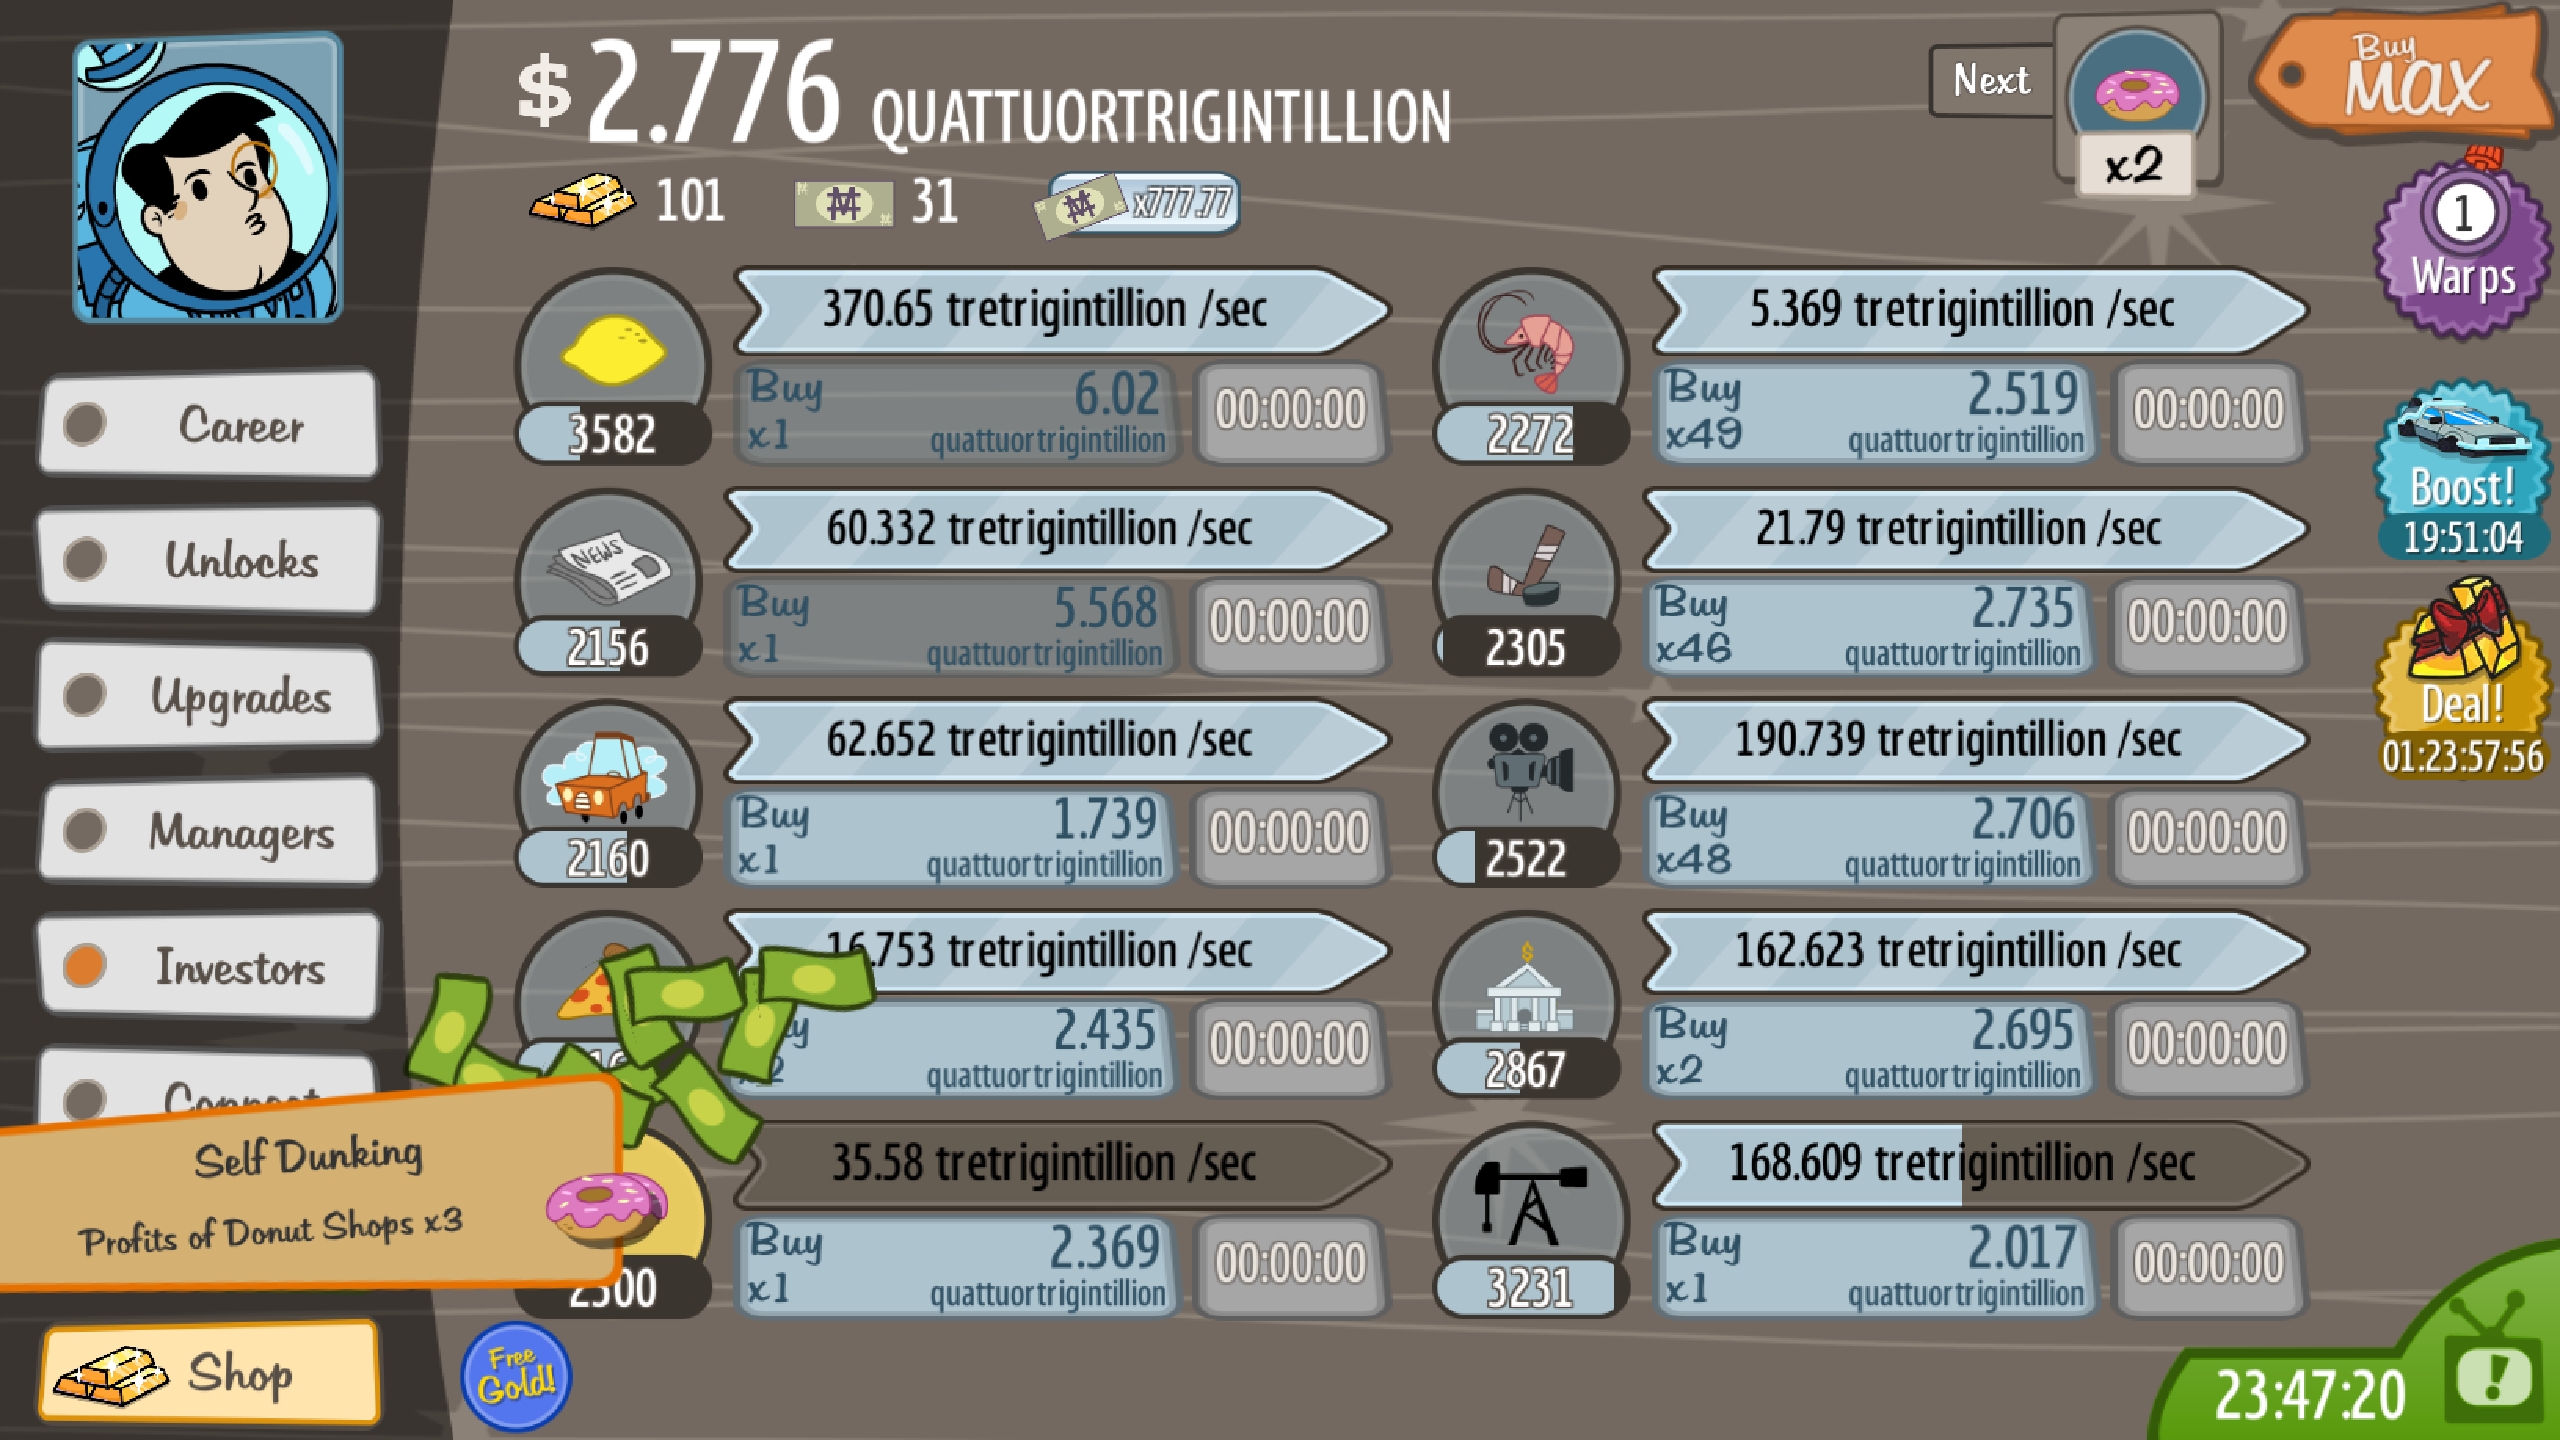 $2.776 QUATTUORTRIGINTILLION
Next
x2
Buy
MAX
101
31
x777.77
1
Warps
Boost!
19:51:04
Deal!
01:23:57:56
Career
Unlocks
Upgrades
Managers
Investors
Connect
Self Dunking
Profits of Donut Shops x3
Shop
Free
Gold!
370.65 tretrigintillion /sec
3582
Buy
x1
6.02
quattuortrigintillion
00:00:00
60.332 tretrigintillion /sec
NEWS
2156
Buy
x1
5.568
quattuortrigintillion
00:00:00
62.652 tretrigintillion /sec
2160
Buy
x1
1.739
quattuortrigintillion
00:00:00
16.753 tretrigintillion /sec
2.435
quattuortrigintillion
00:00:00
35.58 tretrigintillion /sec
Buy
x1
2.369
quattuortrigintillion
00:00:00
5.369 tretrigintillion /sec
2272
Buy
x49
2.519
quattuortrigintillion
00:00:00
21.79 tretrigintillion /sec
2305
Buy
x46
2.735
quattuortrigintillion
00:00:00
190.739 tretrigintillion /sec
2522
Buy
x48
2.706
quattuortrigintillion
00:00:00
162.623 tretrigintillion /sec
$
2867
Buy
x2
2.695
quattuortrigintillion
00:00:00
168.609 tretrigintillion /sec
3231
Buy
x1
2.017
quattuortrigintillion
00:00:00
23:47:20